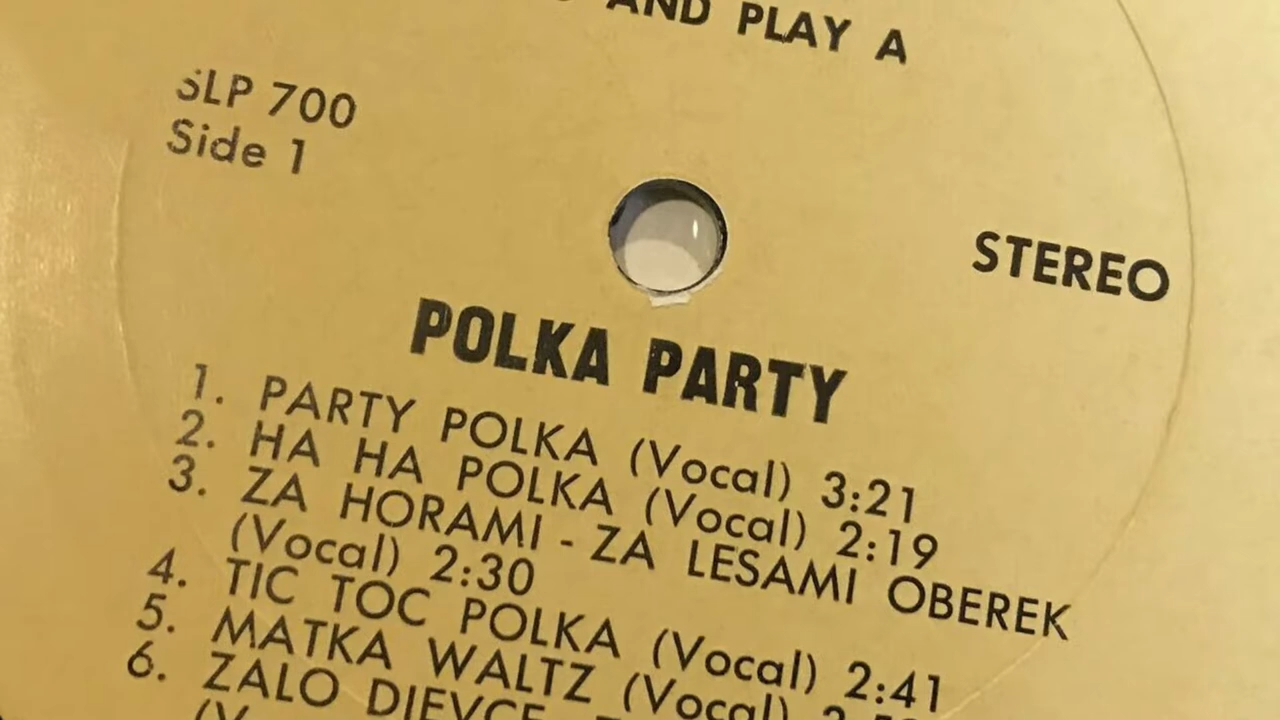 AND PLAY A
SLP 700
Side 1
STEREO
POLKA PARTY
1. PARTY POLKA (Vocal) 3:21
2. HA HA POLKA (Vocal) 2:19
3. ZA HORAMI - ZA LESAMI OBEREK
(Vocal) 2:30
4. TIC TOC POLKA (Vocal) 2:41
5. MATKA WALTZ (Vocal)
6. ZALO DIEVCE